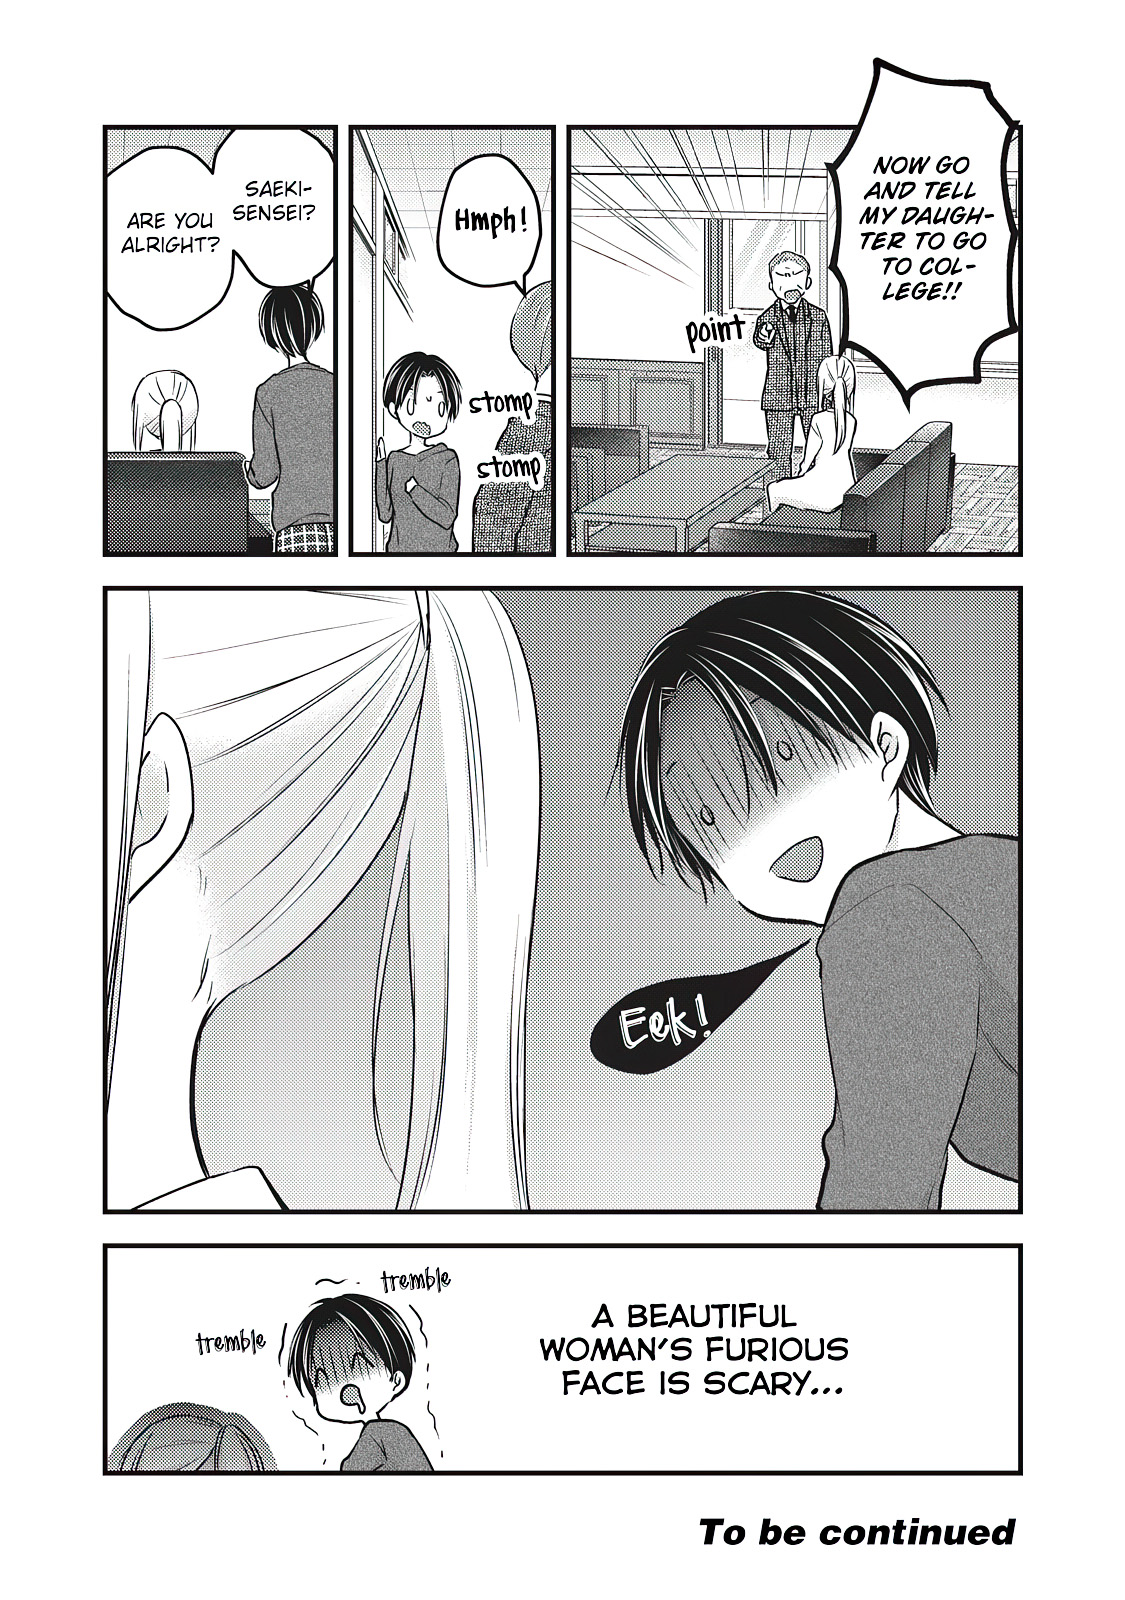 NOW GO
AND TELL
MY DAUGH-
TER TO GO
TO COL-
LEGE!!
point
Hmph!
stomp
stomp
SAEKI-
SENSEI?
ARE YOU
ALRIGHT?
Eek!
tremble
tremble
A BEAUTIFUL
WOMAN'S FURIOUS
FACE IS SCARY...
To be continued